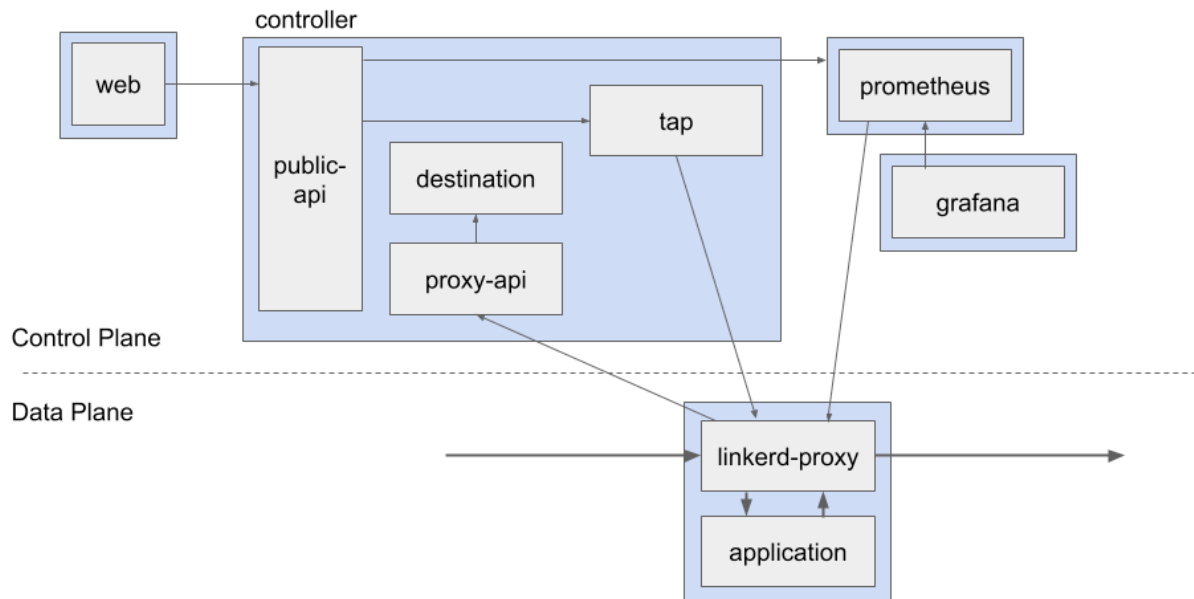 controller
web
public-
api
tap
prometheus
destination
grafana
proxy-api
Control Plane
Data Plane
linkerd-proxy
application